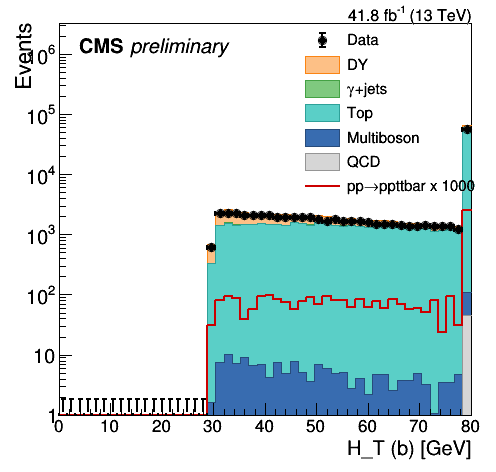 41.8 fb⁻¹ (13 TeV)
Events
CMS preliminary
Data
DY
γ+jets
Top
Multiboson
QCD
pp→ppttbar x 1000
10⁶
10⁵
10⁴
10³
10²
10
1
0 10 20 30 40 50 60 70 80
H_T (b) [GeV]